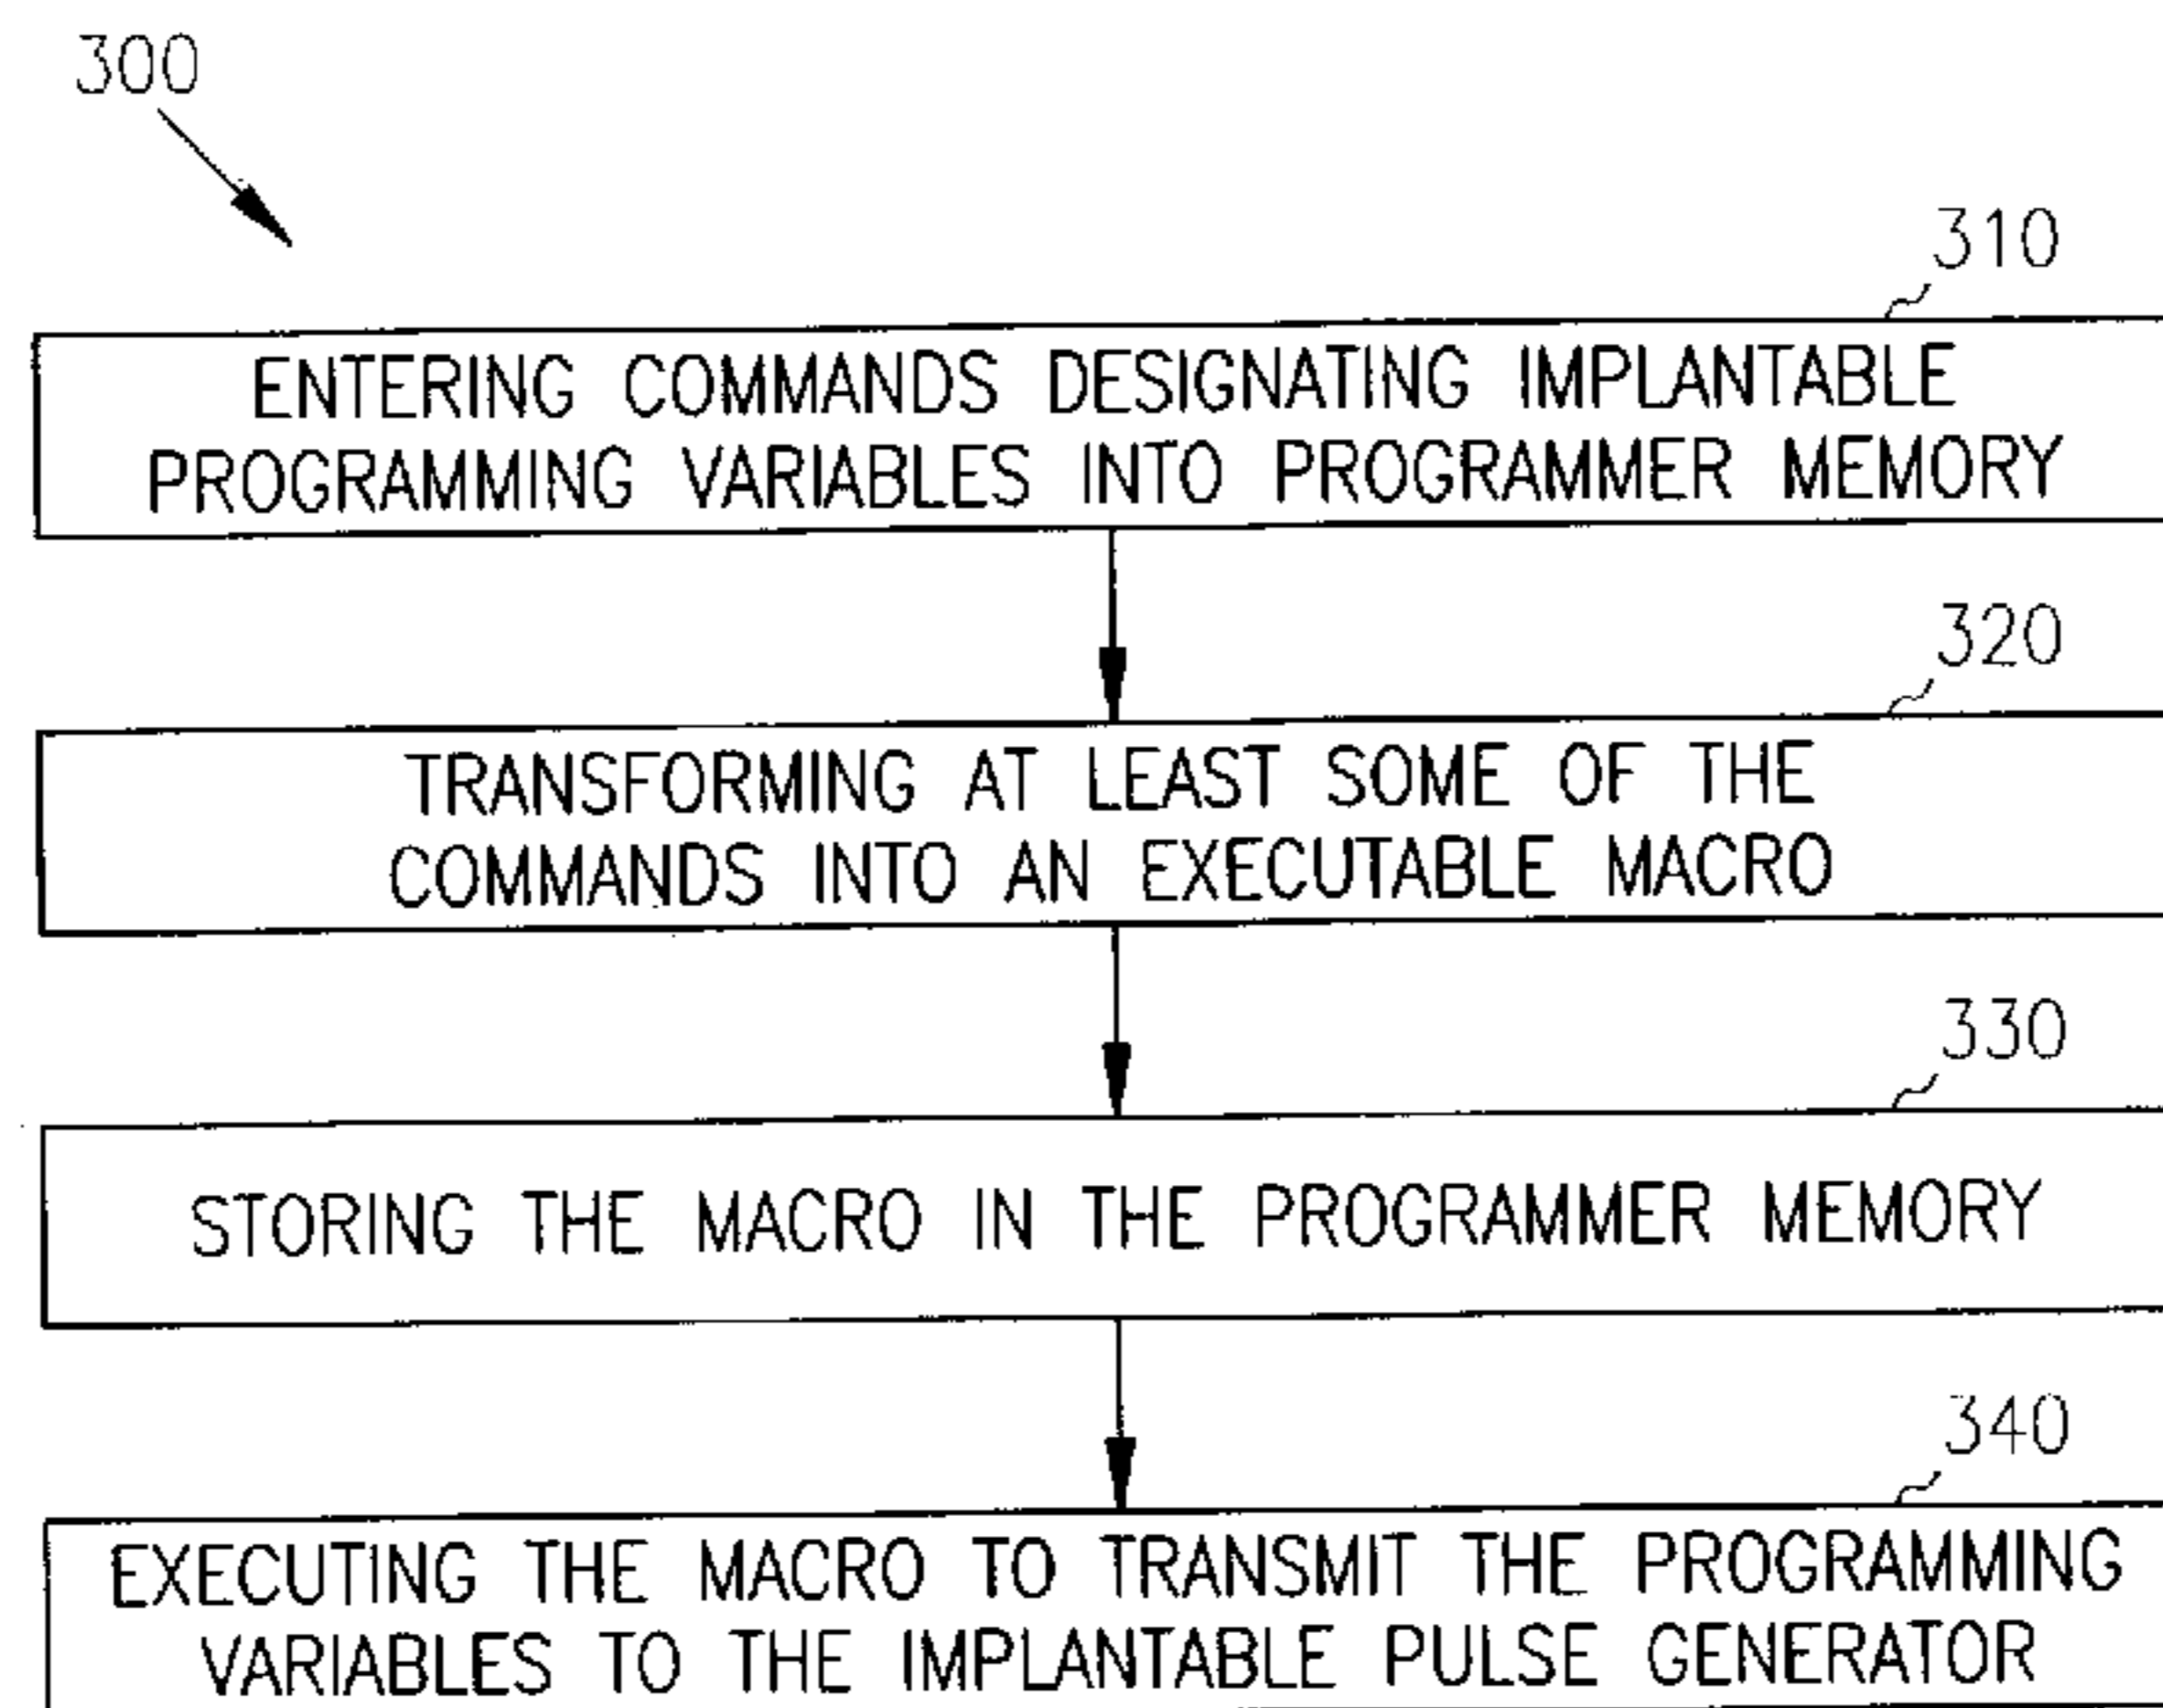 300
310
ENTERING COMMANDS DESIGNATING IMPLANTABLE
PROGRAMMING VARIABLES INTO PROGRAMMER MEMORY
320
TRANSFORMING AT LEAST SOME OF THE
COMMANDS INTO AN EXECUTABLE MACRO
330
STORING THE MACRO IN THE PROGRAMMER MEMORY
340
EXECUTING THE MACRO TO TRANSMIT THE PROGRAMMING
VARIABLES TO THE IMPLANTABLE PULSE GENERATOR